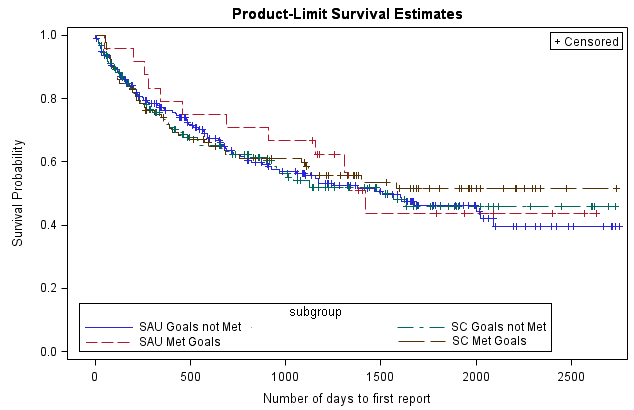 Product-Limit Survival Estimates
+ Censored
1.0
0.8
0.6
0.4
0.2
0.0
Survival Probability
subgroup
SAU Goals not Met
SC Goals not Met
SAU Met Goals
SC Met Goals
0
500
1000
1500
2000
2500
Number of days to first report